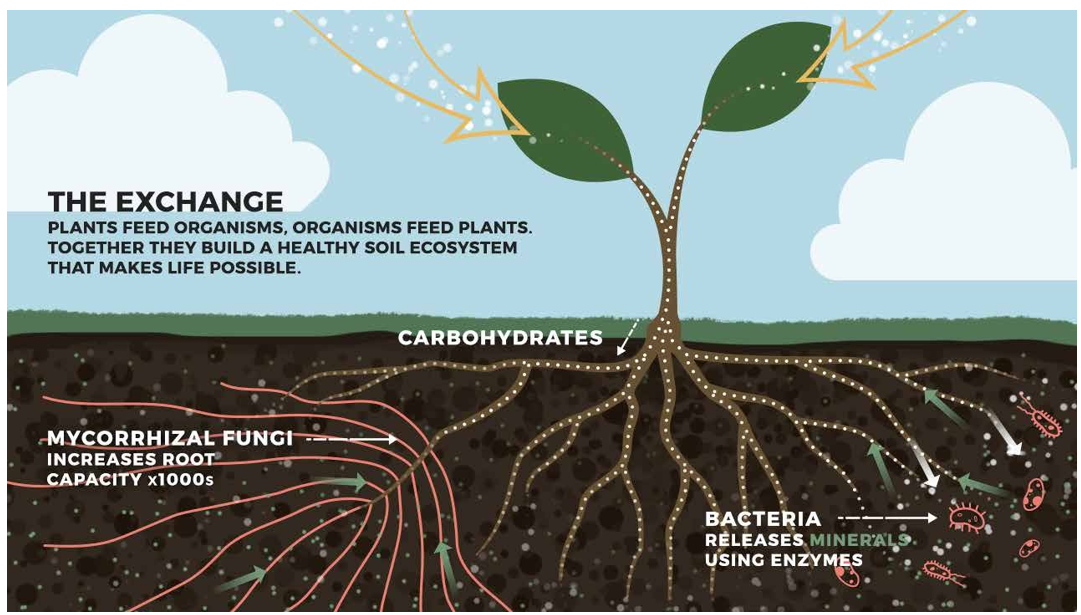 THE EXCHANGE
PLANTS FEED ORGANISMS, ORGANISMS FEED PLANTS.
TOGETHER THEY BUILD A HEALTHY SOIL ECOSYSTEM
THAT MAKES LIFE POSSIBLE.
CARBOHYDRATES
MYCORRHIZAL FUNGI
INCREASES ROOT
CAPACITY x1000s
BACTERIA
RELEASES MINERALS
USING ENZYMES